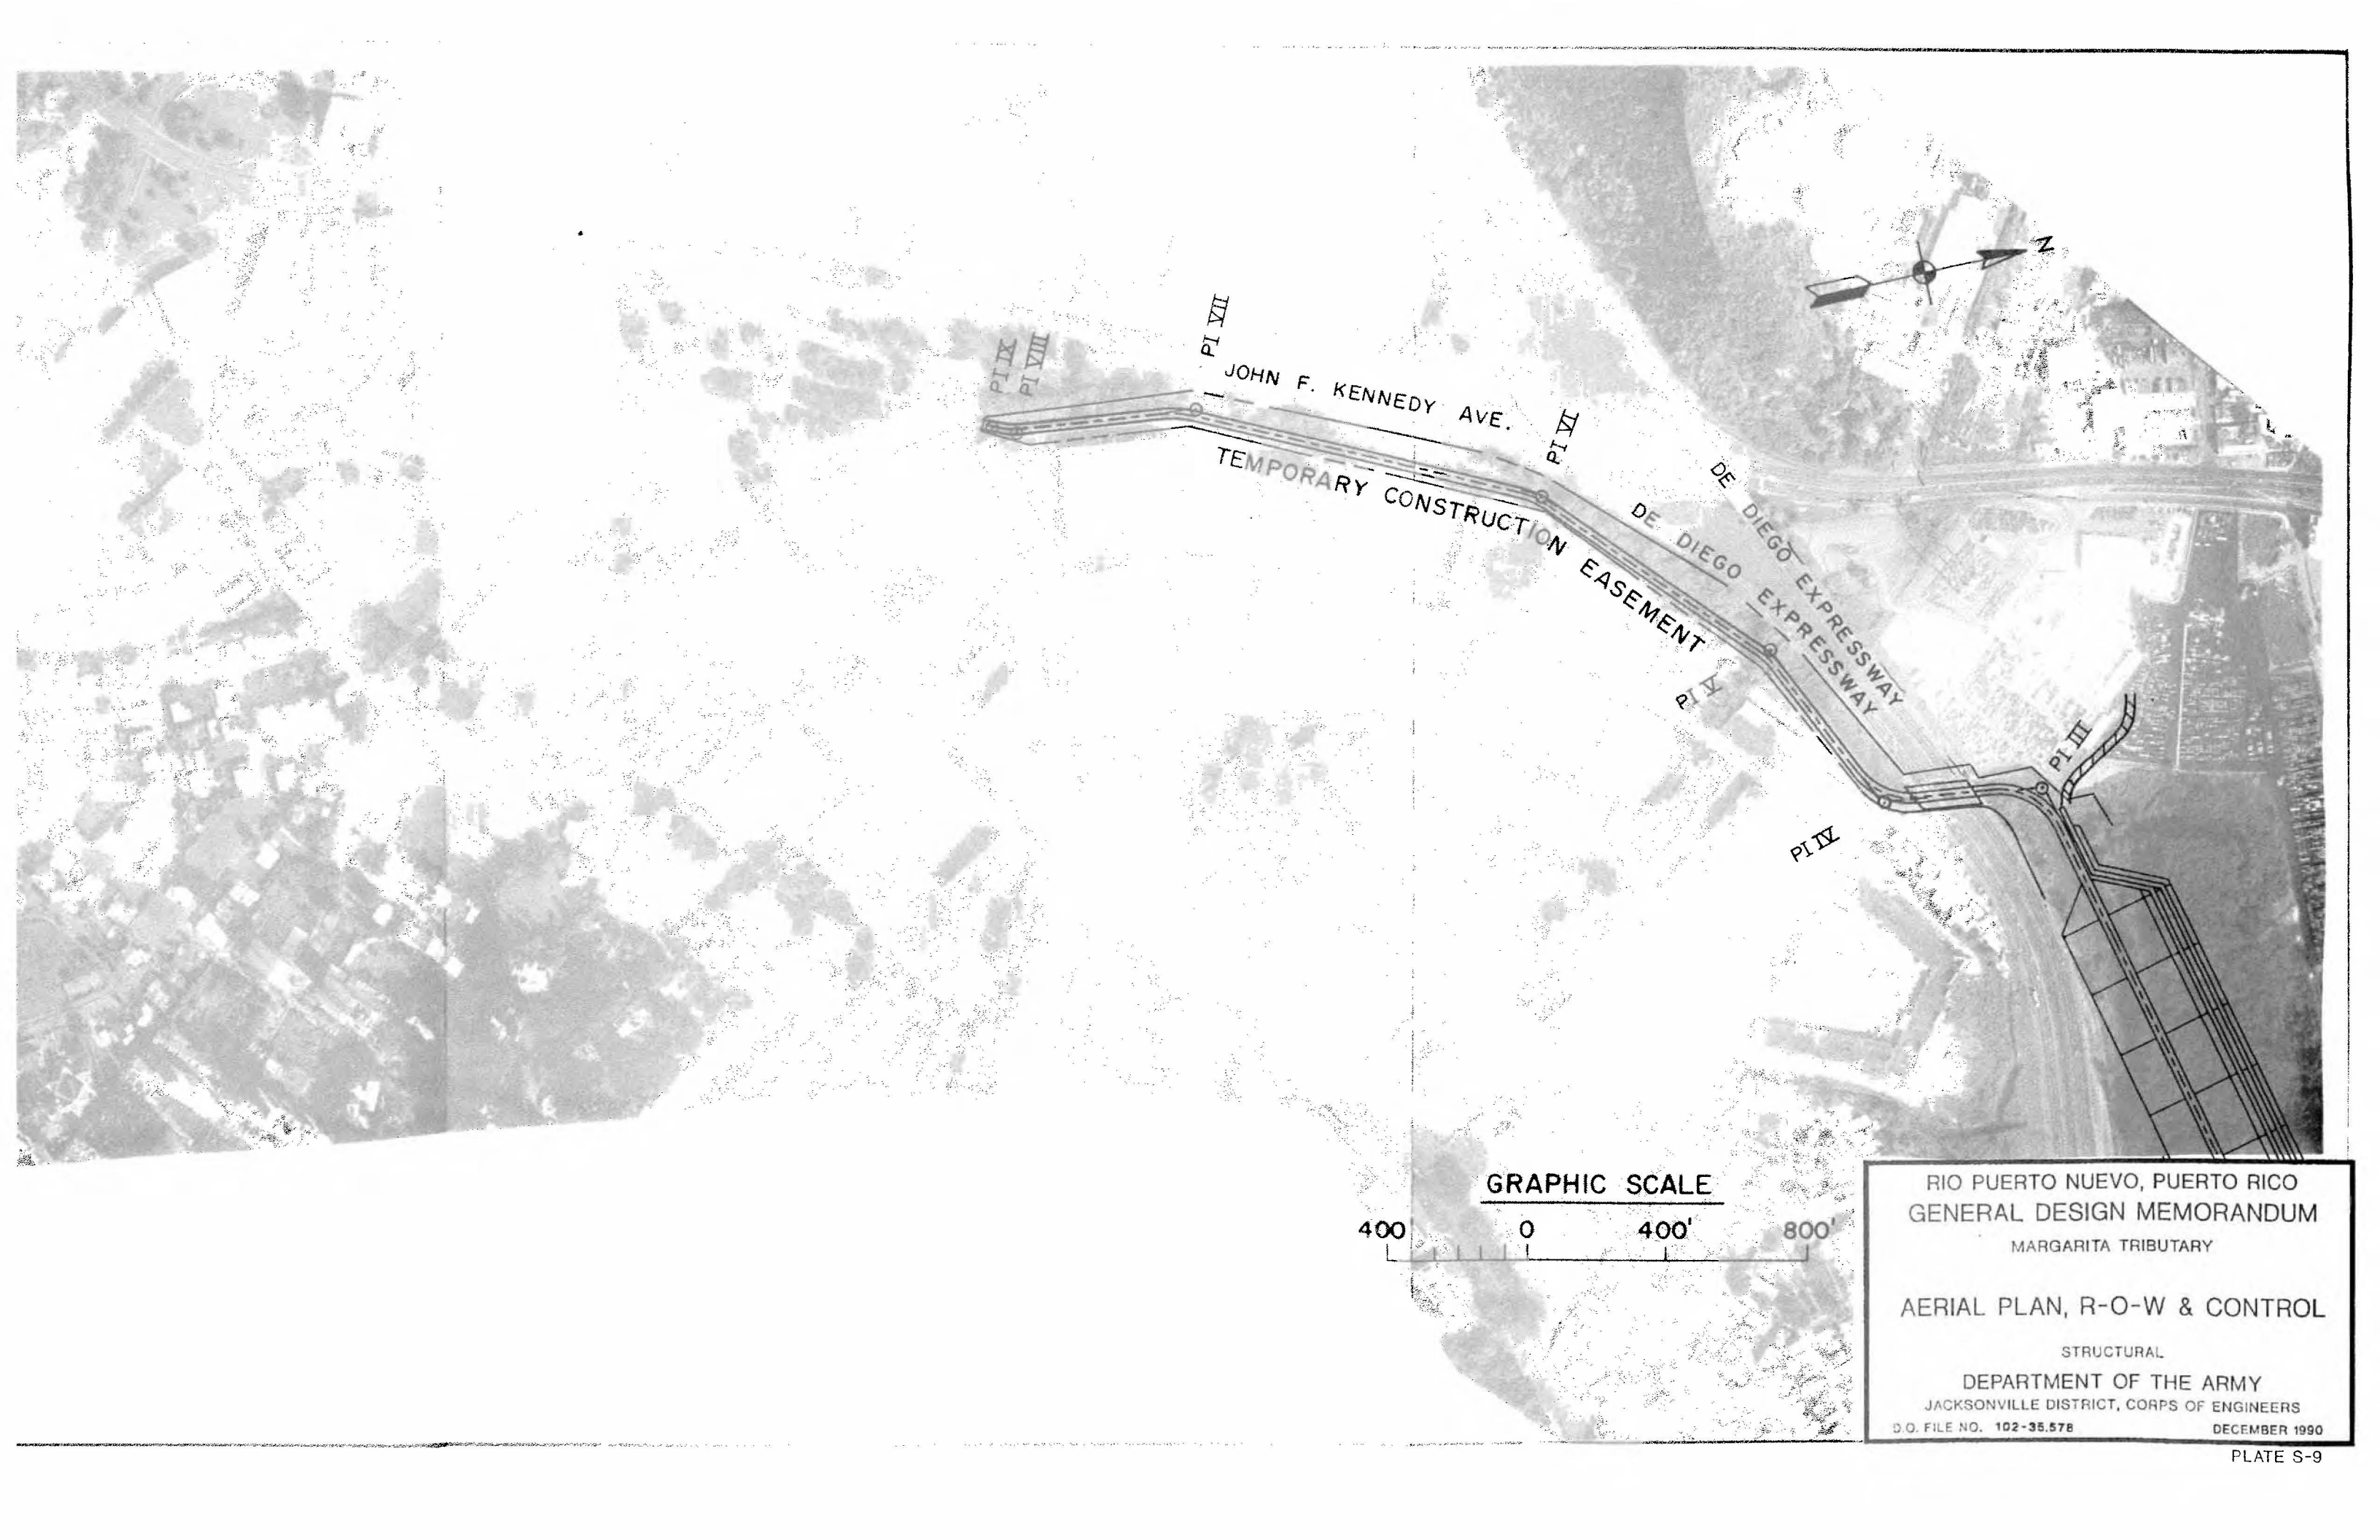 N
PI IX
PI VIII
PI VII
JOHN F. KENNEDY AVE.
PI VI
TEMPORARY CONSTRUCTION EASEMENT
DE DIEGO EXPRESSWAY
DE DIEGO EXPRESSWAY
PI V
PI IV
PI III
GRAPHIC SCALE
400 0 400' 800'
RIO PUERTO NUEVO, PUERTO RICO
GENERAL DESIGN MEMORANDUM
MARGARITA TRIBUTARY
AERIAL PLAN, R-O-W & CONTROL
STRUCTURAL
DEPARTMENT OF THE ARMY
JACKSONVILLE DISTRICT, CORPS OF ENGINEERS
D.O. FILE NO. 102-35,578 DECEMBER 1990
PLATE S-9